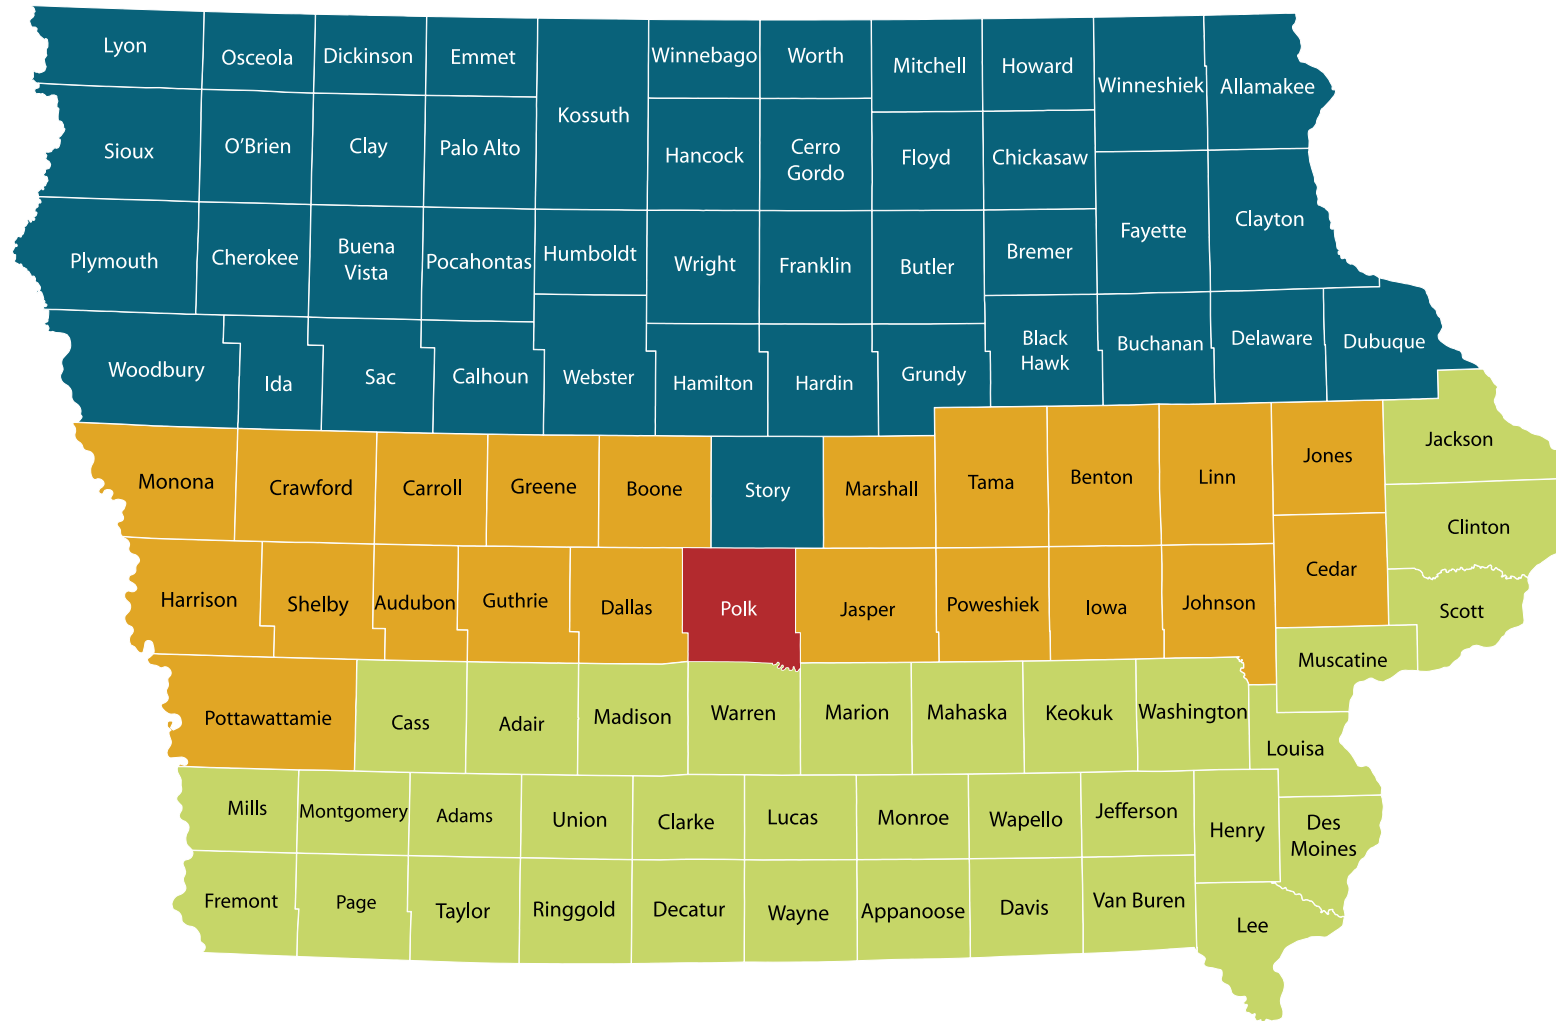 Lyon
Osceola
Dickinson
Emmet
Kossuth
Winnebago
Worth
Mitchell
Howard
Winneshiek
Allamakee
Sioux
O’Brien
Clay
Palo Alto
Hancock
Cerro
Gordo
Floyd
Chickasaw
Plymouth
Cherokee
Buena
Vista
Pocahontas
Humboldt
Wright
Franklin
Butler
Bremer
Fayette
Clayton
Woodbury
Ida
Sac
Calhoun
Webster
Hamilton
Hardin
Grundy
Black
Hawk
Buchanan
Delaware
Dubuque
Monona
Crawford
Carroll
Greene
Boone
Story
Marshall
Tama
Benton
Linn
Jones
Jackson
Clinton
Harrison
Shelby
Audubon
Guthrie
Dallas
Polk
Jasper
Poweshiek
Iowa
Johnson
Cedar
Scott
Muscatine
Pottawattamie
Cass
Adair
Madison
Warren
Marion
Mahaska
Keokuk
Washington
Louisa
Mills
Montgomery
Adams
Union
Clarke
Lucas
Monroe
Wapello
Jefferson
Henry
Des
Moines
Fremont
Page
Taylor
Ringgold
Decatur
Wayne
Appanoose
Davis
Van Buren
Lee